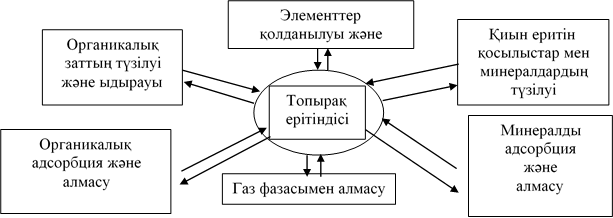 Элементтер
қолданылуы және
Органикалық
заттың түзілуі
және ыдырауы
Қиын еритін
қосылыстар мен
минералдардың
түзілуі
Топырақ
ерітіндісі
Органикалық
адсорбция және
алмасу
Минералды
адсорбция
және
алмасу
Газ фазасымен алмасу